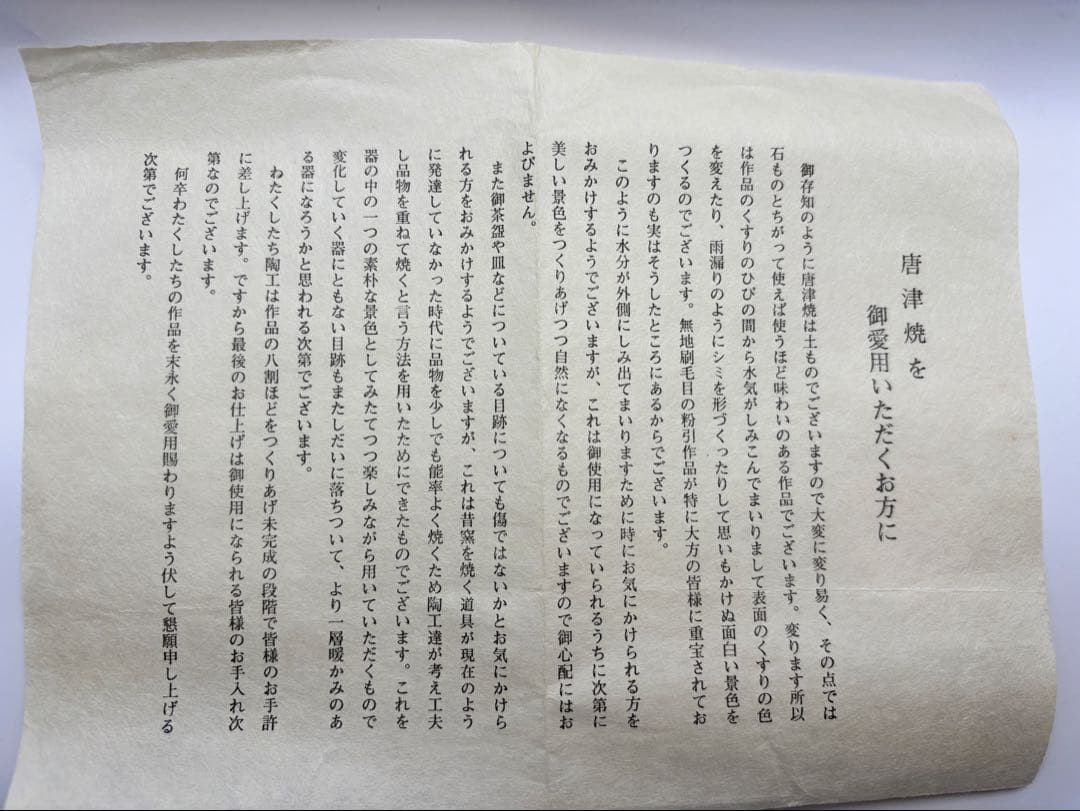 唐津焼を
御愛用いただくお方に
御存知のように唐津焼は土ものでございますので大変に変り易く、その点では
石ものとちがって使えば使うほど味わいのある作品でございます。変ります所以
は作品のくすりのひびの間から水気がしみこんでまいりまして表面のくすりの色
を変えたり、雨漏りのようにシミを形づくったりして思いもかけぬ面白い景色を
つくるのでございます。無地刷毛目の粉引作品が特に大方の皆様に重宝されてお
りますのも実はそうしたところにあるからでございます。
このように水分が外側にしみ出てまいりますために時にお気にかけられる方を
おみかけするようでございますが、これは御使用になっていられるうちに次第に
美しい景色をつくりあげつつ自然になくなるものでございますので御心配にはお
よびません。
また御茶盌や皿などについている目跡についても傷ではないかとお気にかけら
れる方をおみかけするようでございますが、これは昔窯を焼く道具が現在のよう
に発達していなかった時代に品物を少しでも能率よく焼くため陶工達が考え工夫
し品物を重ねて焼くと言う方法を用いたためにできたものでございます。これを
器の中の一つの素朴な景色としてみたてつつ楽しみながら用いていただくもので
変化していく器にともない目跡もまたしだいに落ちついて、より一層暖かみのあ
る器になろうかと思われる次第でございます。
わたくしたち陶工は作品の八割ほどをつくりあげ未完成の段階で皆様のお手許
に差し上げます。ですから最後のお仕上げは御使用になられる皆様のお手入れ次
第なのでございます。
何卒わたくしたちの作品を末永く御愛用賜わりますよう伏して懇願申し上げる
次第でございます。